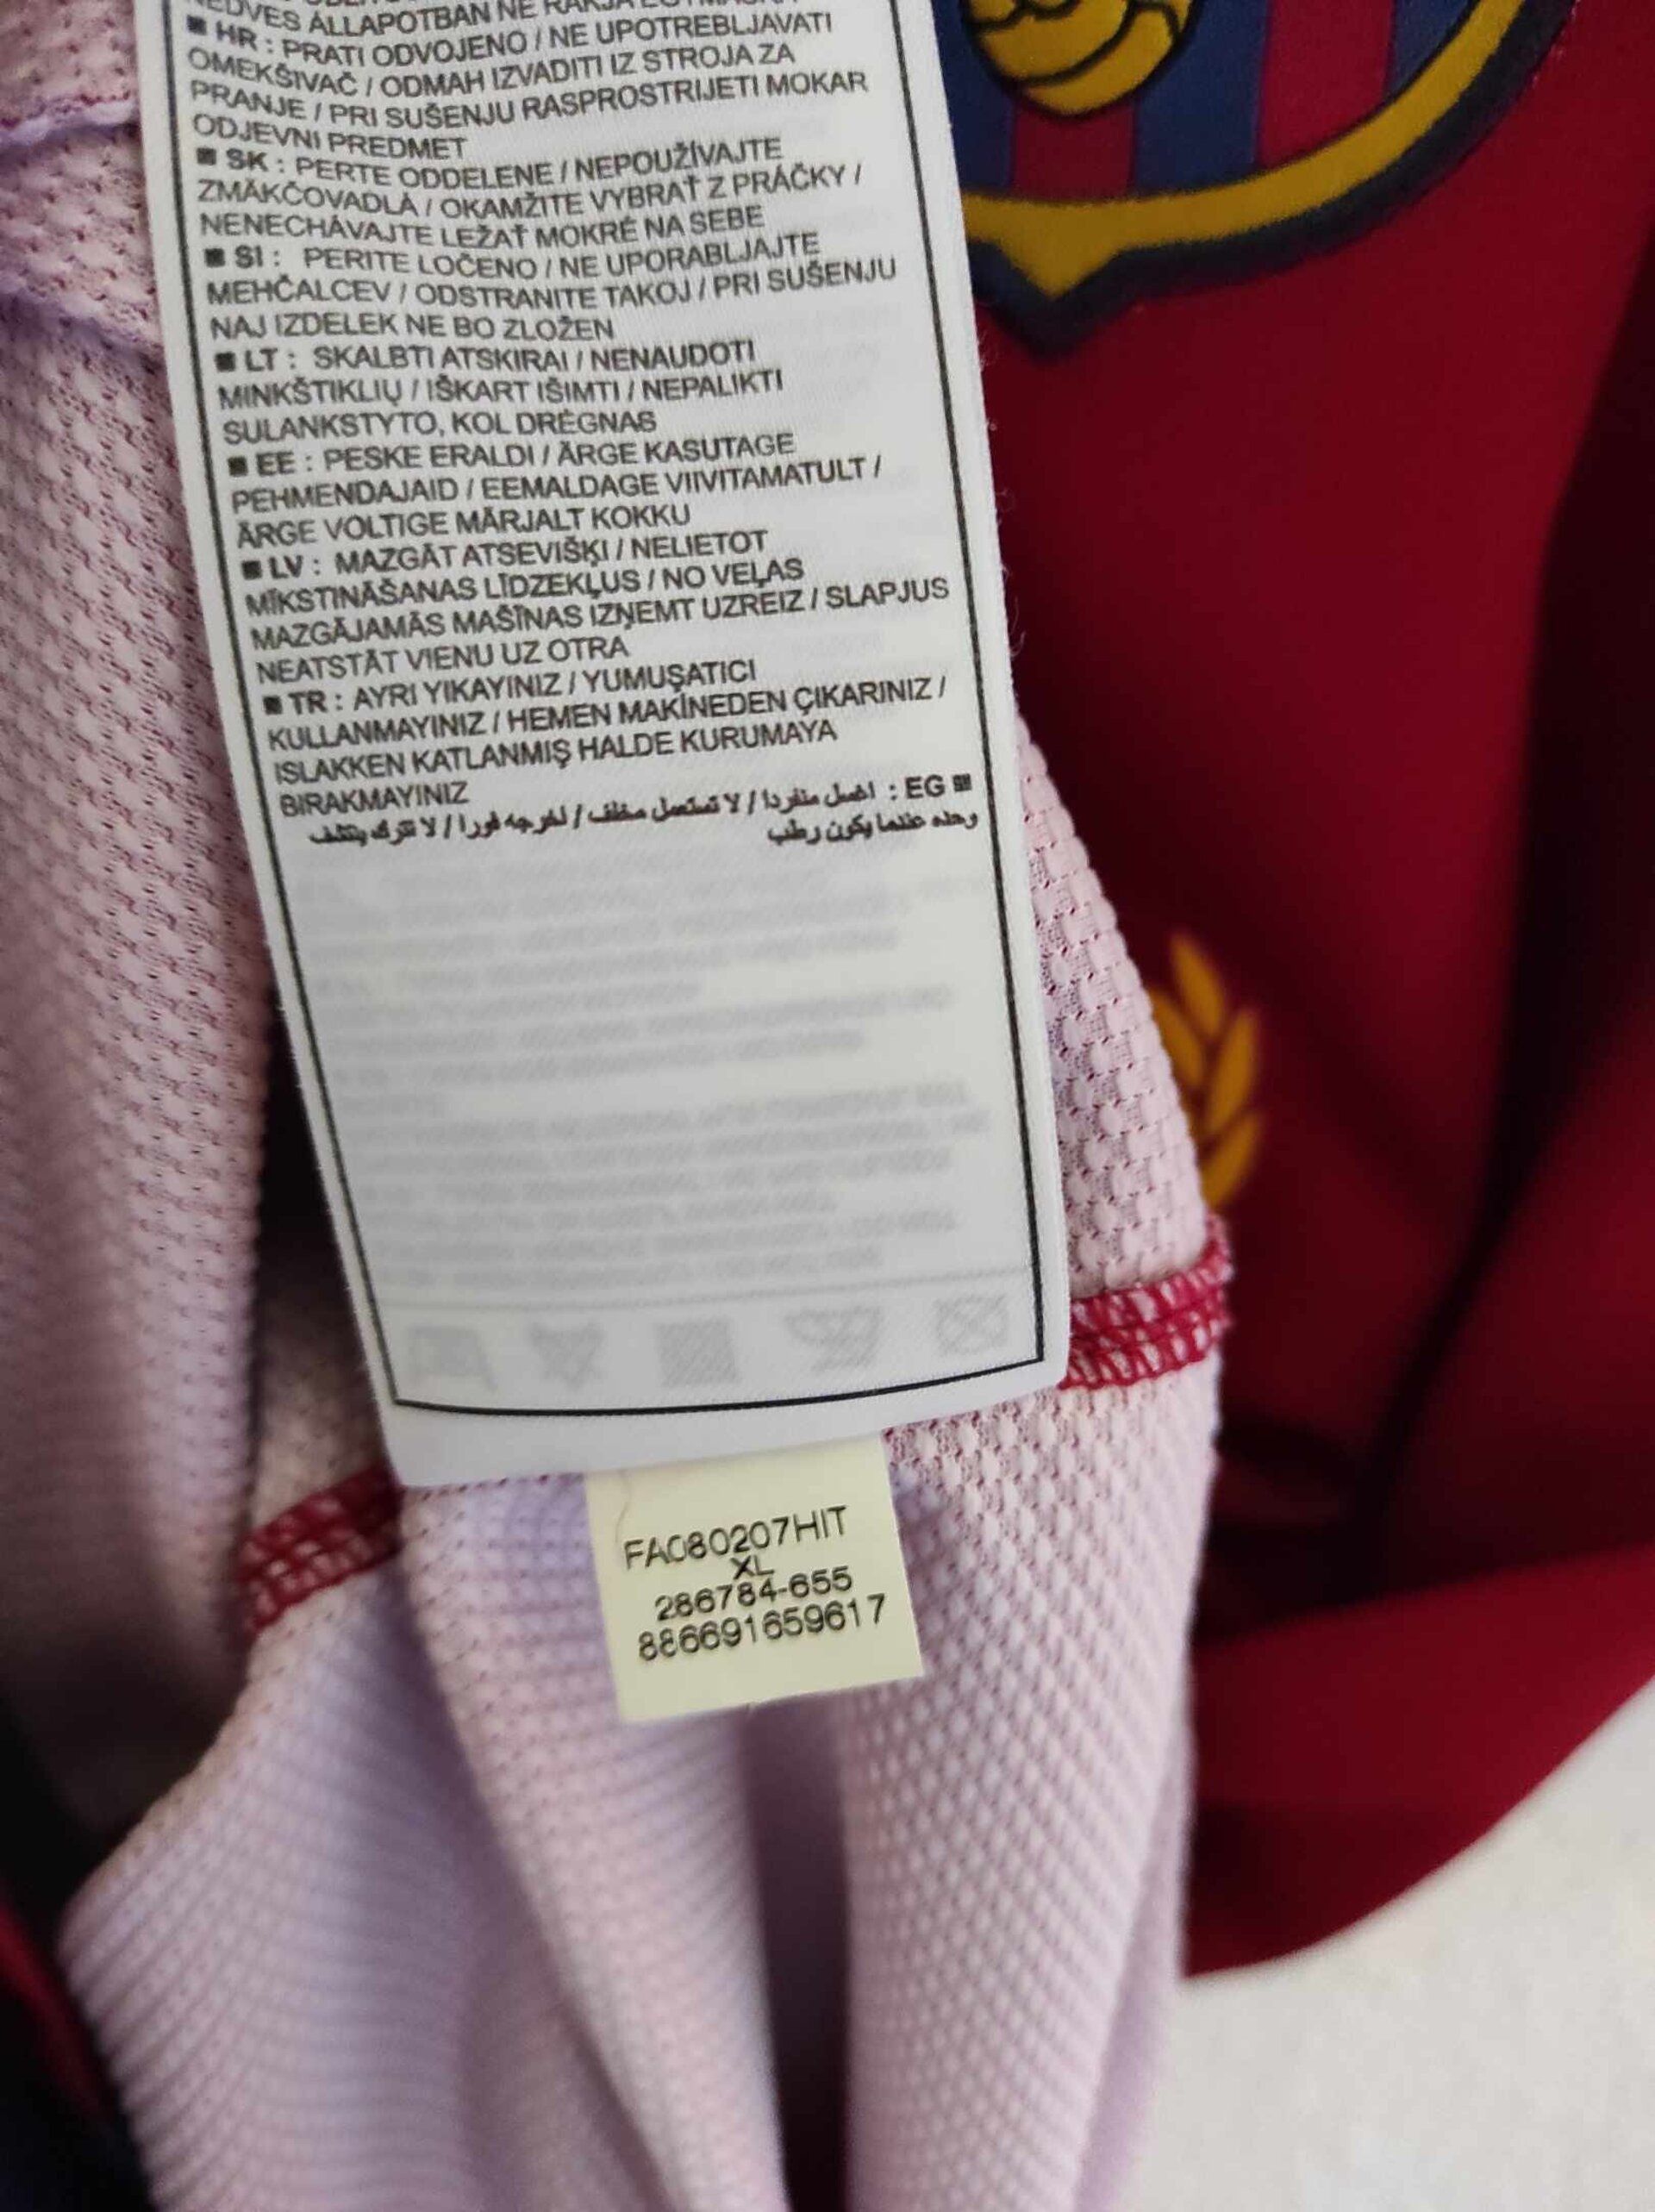 NEDVES ÁLLAPOTBAN NE
■ HR : PRATI ODVOJENO / NE UPOTREBLJAVATI
OMEKŠIVAČ / ODMAH IZVADITI IZ STROJA ZA
PRANJE / PRI SUŠENJU RASPROSTRIJETI MOKAR
ODJEVNI PREDMET
■ SK : PERTE ODDELENE / NEPOUŽÍVAJTE
ZMÄKČOVADLÁ / OKAMŽITE VYBRAŤ Z PRÁČKY /
NENECHÁVAJTE LEŽAŤ MOKRÉ NA SEBE
■ SI : PERITE LOČENO / NE UPORABLJAJTE
MEHČALCEV / ODSTRANITE TAKOJ / PRI SUŠENJU
NAJ IZDELEK NE BO ZLOŽEN
■ LT : SKALBTI ATSKIRAI / NENAUDOTI
MINKŠTIKLIŲ / IŠKART IŠIMTI / NEPALIKTI
SULANKSTYTO, KOL DRĖGNAS
■ EE : PESKE ERALDI / ÄRGE KASUTAGE
PEHMENDAJAID / EEMALDAGE VIIVITAMATULT /
ÄRGE VOLTIGE MÄRJALT KOKKU
■ LV : MAZGĀT ATSEVIŠĶI / NELIETOT
MĪKSTINĀŠANAS LĪDZEKĻUS / NO VEĻAS
MAZGĀJAMĀS MAŠĪNAS IZŅEMT UZREIZ / SLAPJUS
NEATSTĀT VIENU UZ OTRA
■ TR : AYRI YIKAYINIZ / YUMUŞATICI
KULLANMAYINIZ / HEMEN MAKİNEDEN ÇIKARINIZ /
ISLAKKEN KATLANMIŞ HALDE KURUMAYA
BIRAKMAYINIZ
■ EG : اغسل منفردا / لا تستعمل مخفف / اخرجه فورا / لا تتركه يتنشف
وحده عندما يكون رطب
FA080207HIT
XL
286784-655
886691659617